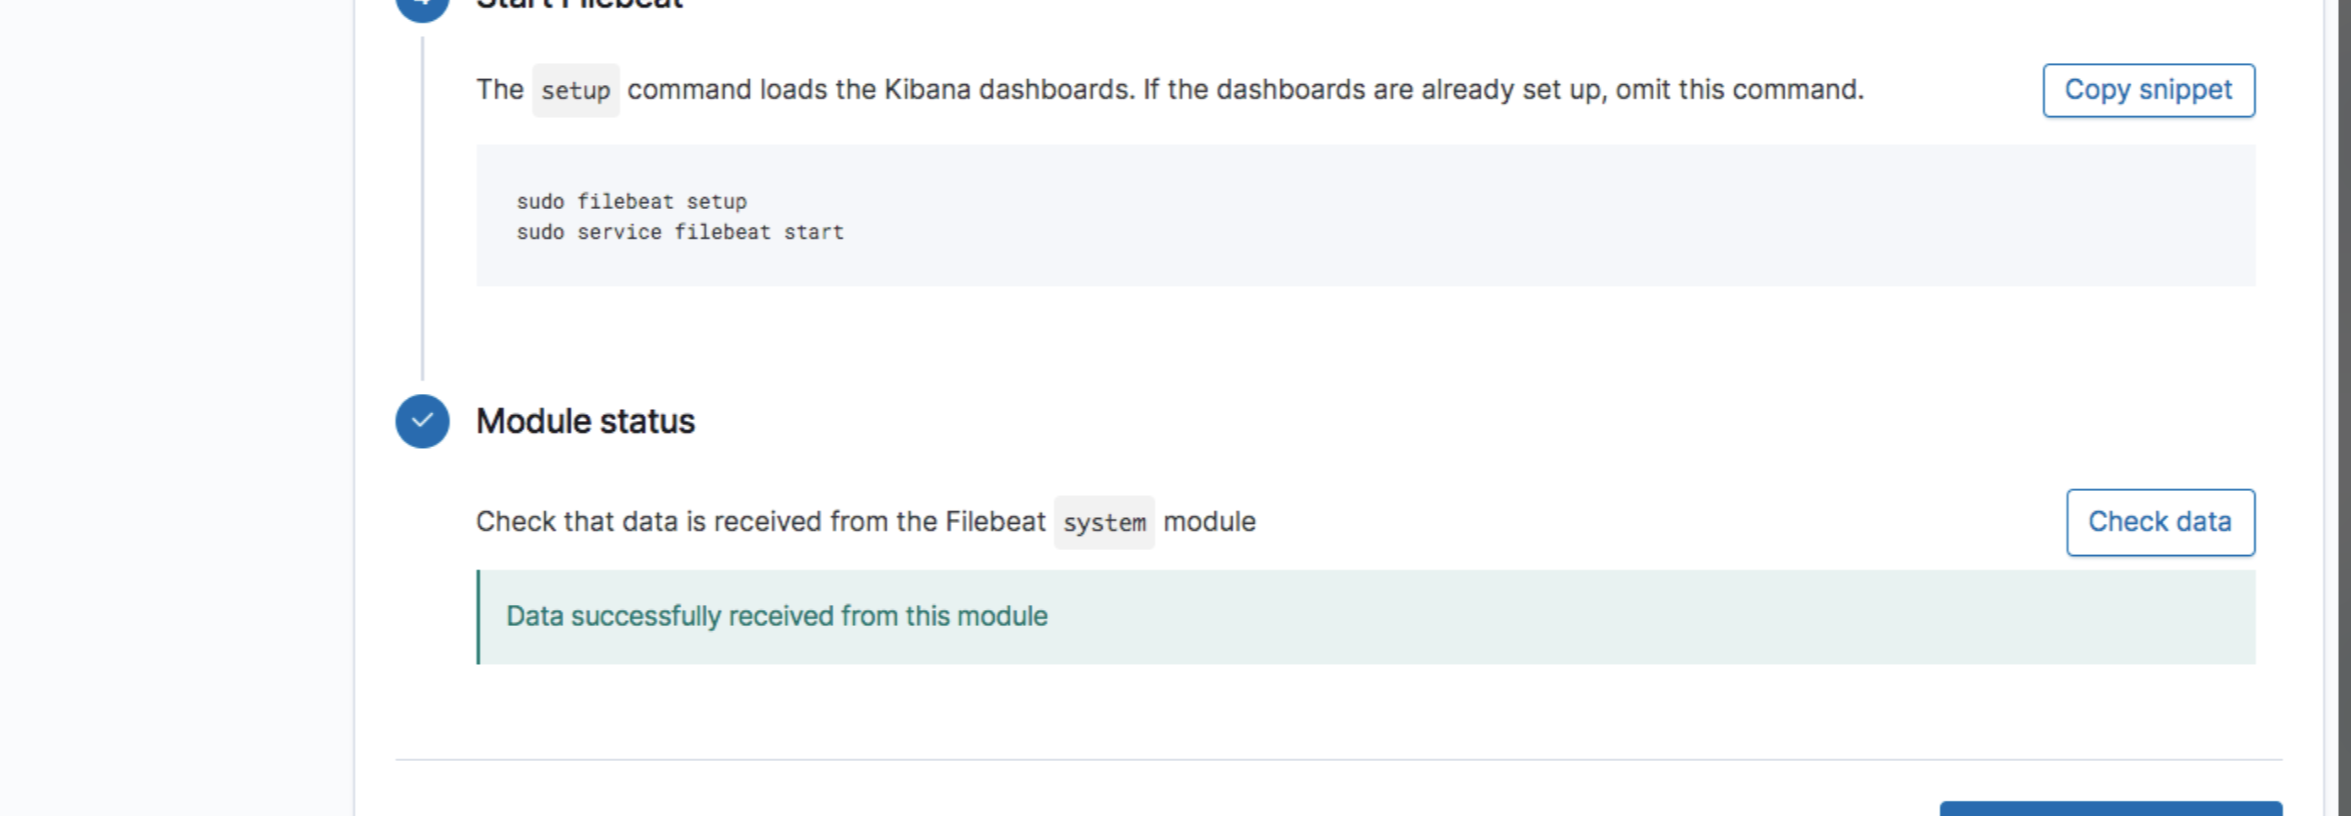 Start Filebeat
The setup command loads the Kibana dashboards. If the dashboards are already set up, omit this command.
Copy snippet
sudo filebeat setup
sudo service filebeat start
Module status
Check that data is received from the Filebeat system module
Check data
Data successfully received from this module